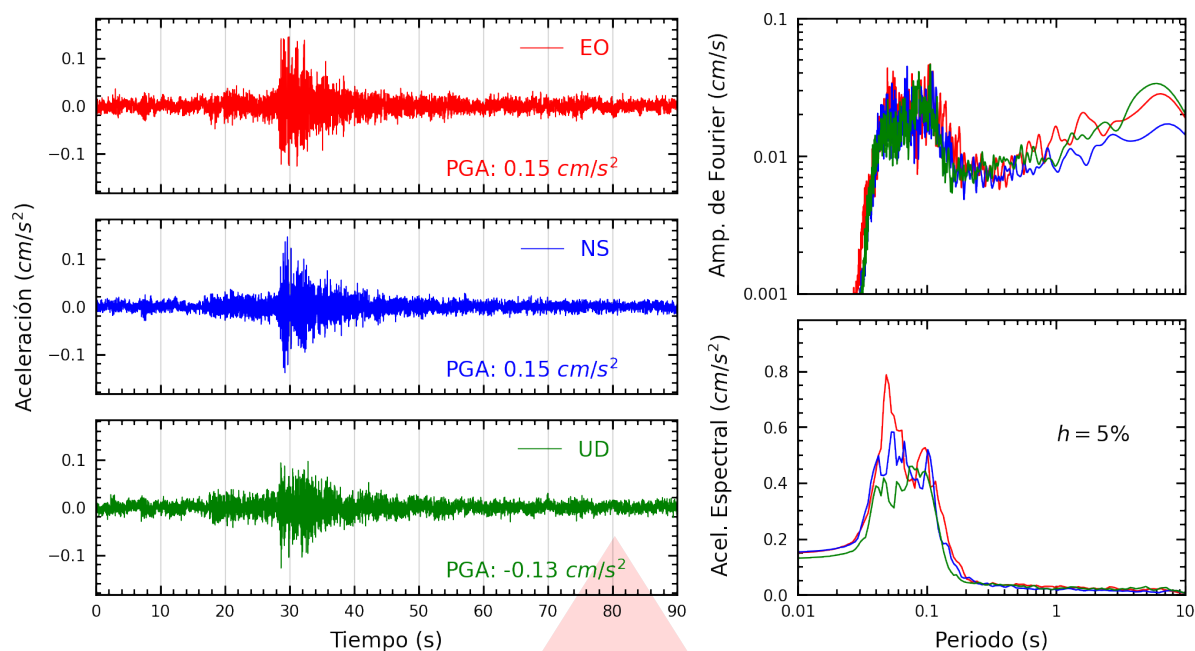 Aceleración (cm/s²)
0.1
0.0
−0.1
EO
PGA: 0.15 cm/s²
0.1
0.0
−0.1
NS
PGA: 0.15 cm/s²
0.1
0.0
−0.1
UD
PGA: -0.13 cm/s²
0 10 20 30 40 50 60 70 80 90
Tiempo (s)
Amp. de Fourier (cm/s)
0.1
0.01
0.001
Acel. Espectral (cm/s²)
0.8
0.6
0.4
0.2
0.0
h = 5%
0.01 0.1 1 10
Periodo (s)